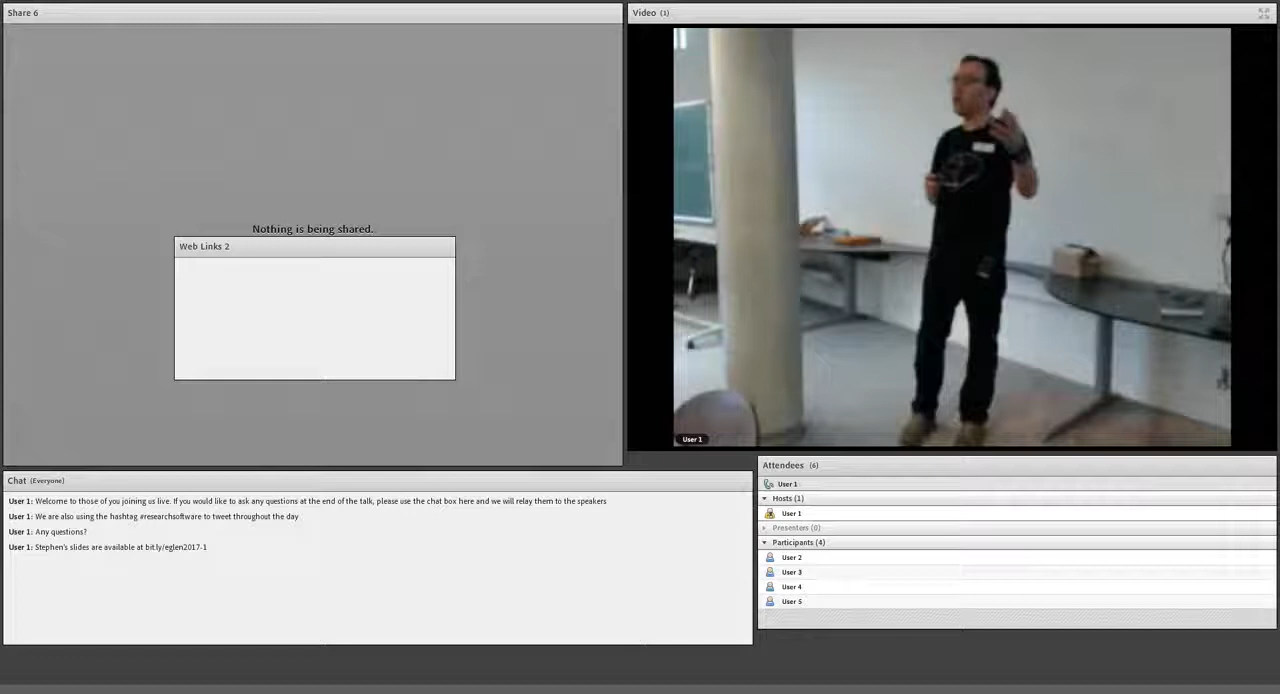 Share 6
Video (1)
Nothing is being shared.
Web Links 2
User 1
Chat (Everyone)
User 1: Welcome to those of you joining us live. If you would like to ask any questions at the end of the talk, please use the chat box here and we will relay them to the speakers
User 1: We are also using the hashtag #researchsoftware to tweet throughout the day
User 1: Any questions?
User 1: Stephen's slides are available at bit.ly/eglen2017-1
Attendees (6)
User 1
Hosts (1)
User 1
Presenters (0)
Participants (4)
User 2
User 3
User 4
User 5